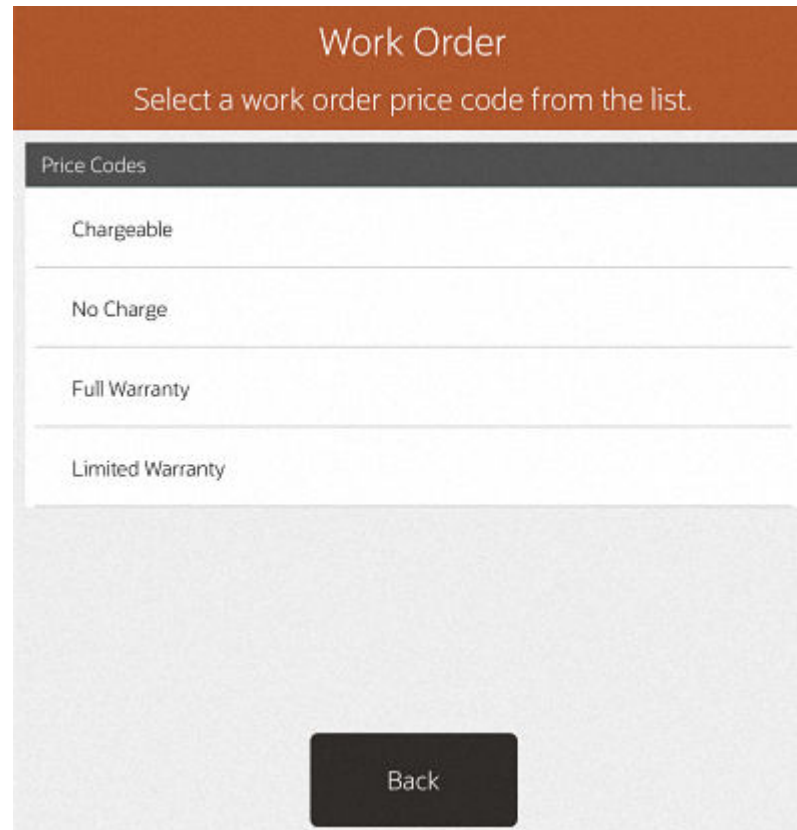 Work Order
Select a work order price code from the list.
Price Codes
Chargeable
No Charge
Full Warranty
Limited Warranty
Back